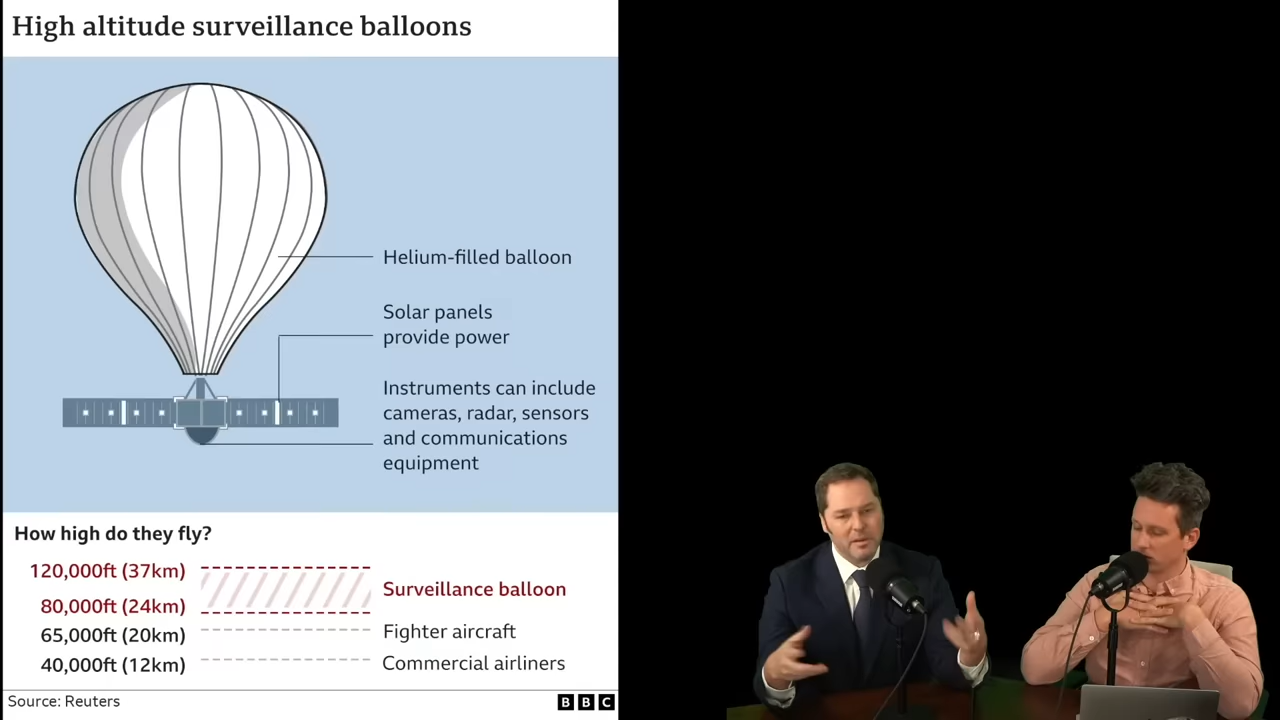 High altitude surveillance balloons
Helium-filled balloon
Solar panels
provide power
Instruments can include
cameras, radar, sensors
and communications
equipment
How high do they fly?
120,000ft (37km)
80,000ft (24km)
Surveillance balloon
65,000ft (20km)
Fighter aircraft
40,000ft (12km)
Commercial airliners
Source: Reuters
BBC